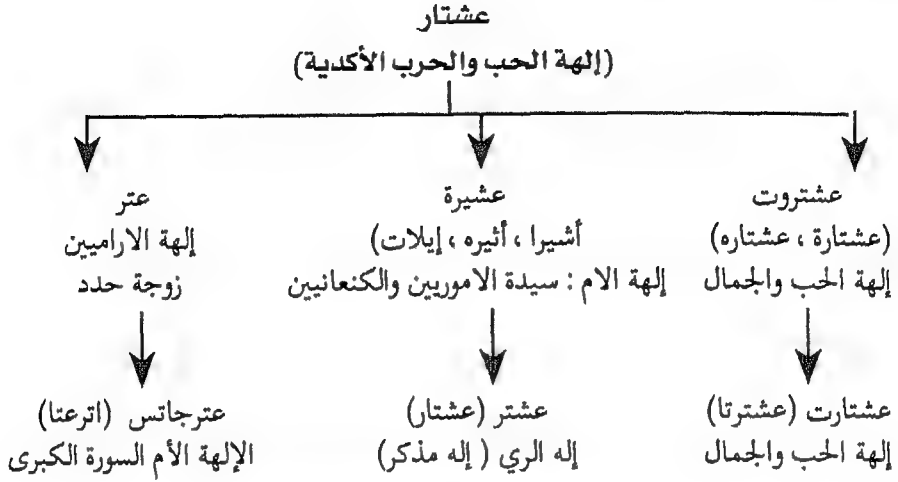 عشتار
(إلهة الحب والحرب الأكدية)
عشتروت
(عشتارة ، عشتاره)
إلهة الحب والجمال
عشيرة
أشيرا ، أثيره ، إيلات)
إلهة الام : سيدة الاموريين والكنعانيين
عتر
إلهة الاراميين
زوجة حدد
عشتارت (عشترتا)
إلهة الحب والجمال
عشتر (عشتار)
إله الري ( إله مذكر)
عترجاتس (اترعتا)
الإلهة الأم السورة الكبرى